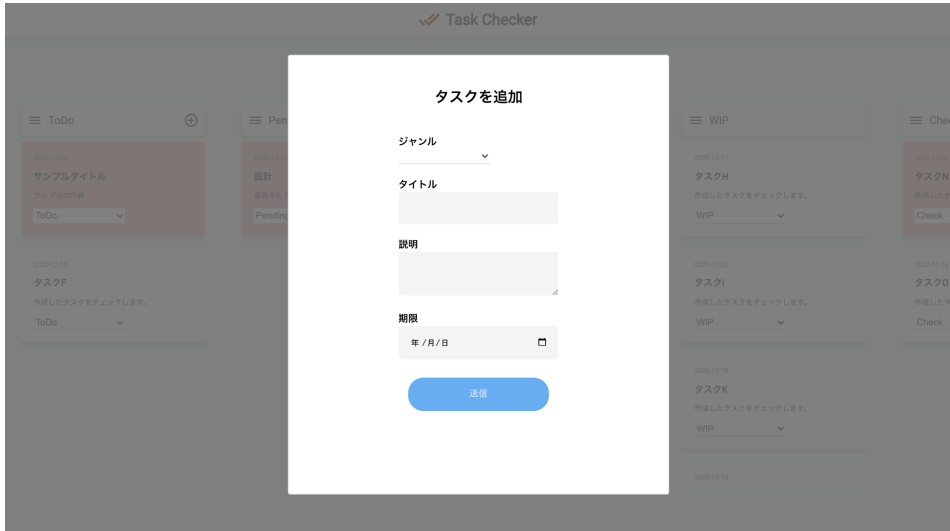 Task Checker
タスクを追加
ジャンル
タイトル
説明
期限
年 /月/日
送信
ToDo
2020-12-03
サンプルタイトル
サンプルの内容
ToDo
2020-12-19
タスクF
作成したタスクをチェックします。
ToDo
Pen
設計
Pending
WIP
2020-12-17
タスクH
作成したタスクをチェックします。
WIP
タスクI
作成したタスクをチェックします。
WIP
2020-12-18
タスクK
作成したタスクをチェックします。
WIP
2020-12-19
Che
タスクN
作成した
Check
タスクO
作成した
Check